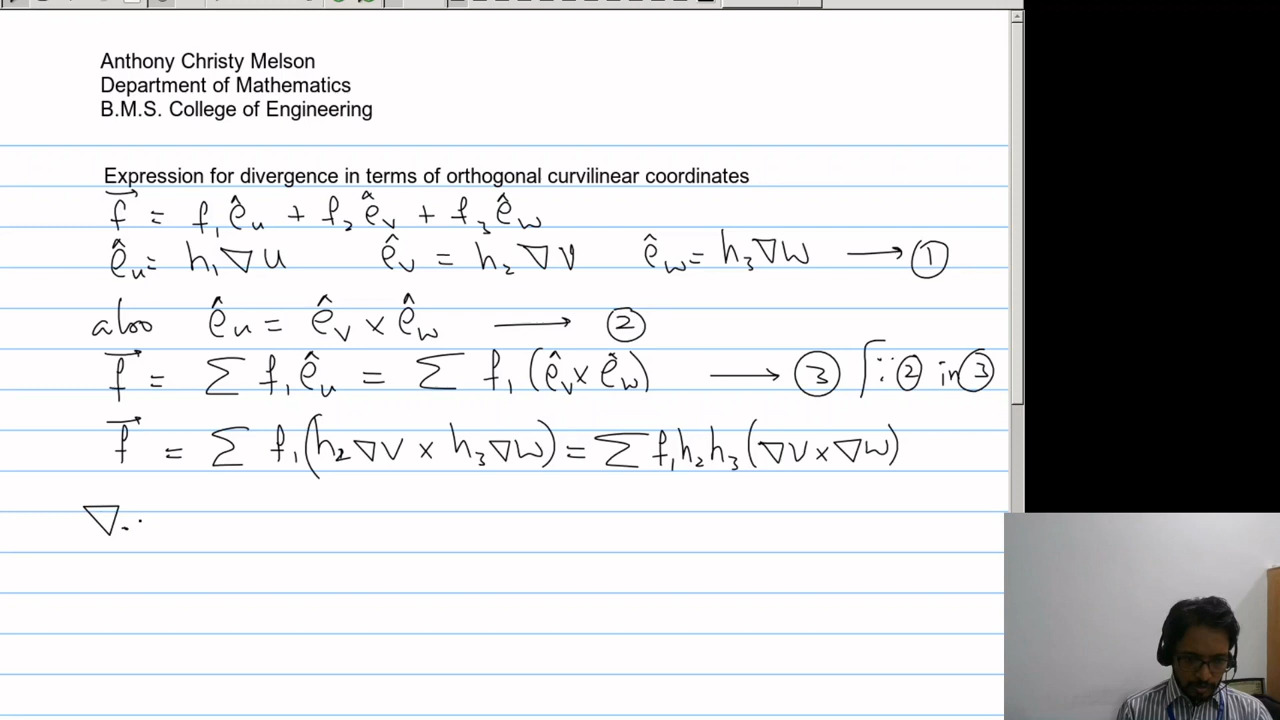 Anthony Christy Melson
Department of Mathematics
B.M.S. College of Engineering
Expression for divergence in terms of orthogonal curvilinear coordinates
f⃗ = f₁ê_u + f₂ê_v + f₃ê_w
ê_u = h₁∇u ê_v = h₂∇v ê_w = h₃∇w ⟶ ①
also ê_u = ê_v × ê_w ⟶ ②
f⃗ = ∑ f₁ê_u = ∑ f₁(ê_v × ê_w) ⟶ ③ [∵ ② in ③
f⃗ = ∑ f₁(h₂∇v × h₃∇w) = ∑ f₁h₂h₃(∇v × ∇w)
∇·